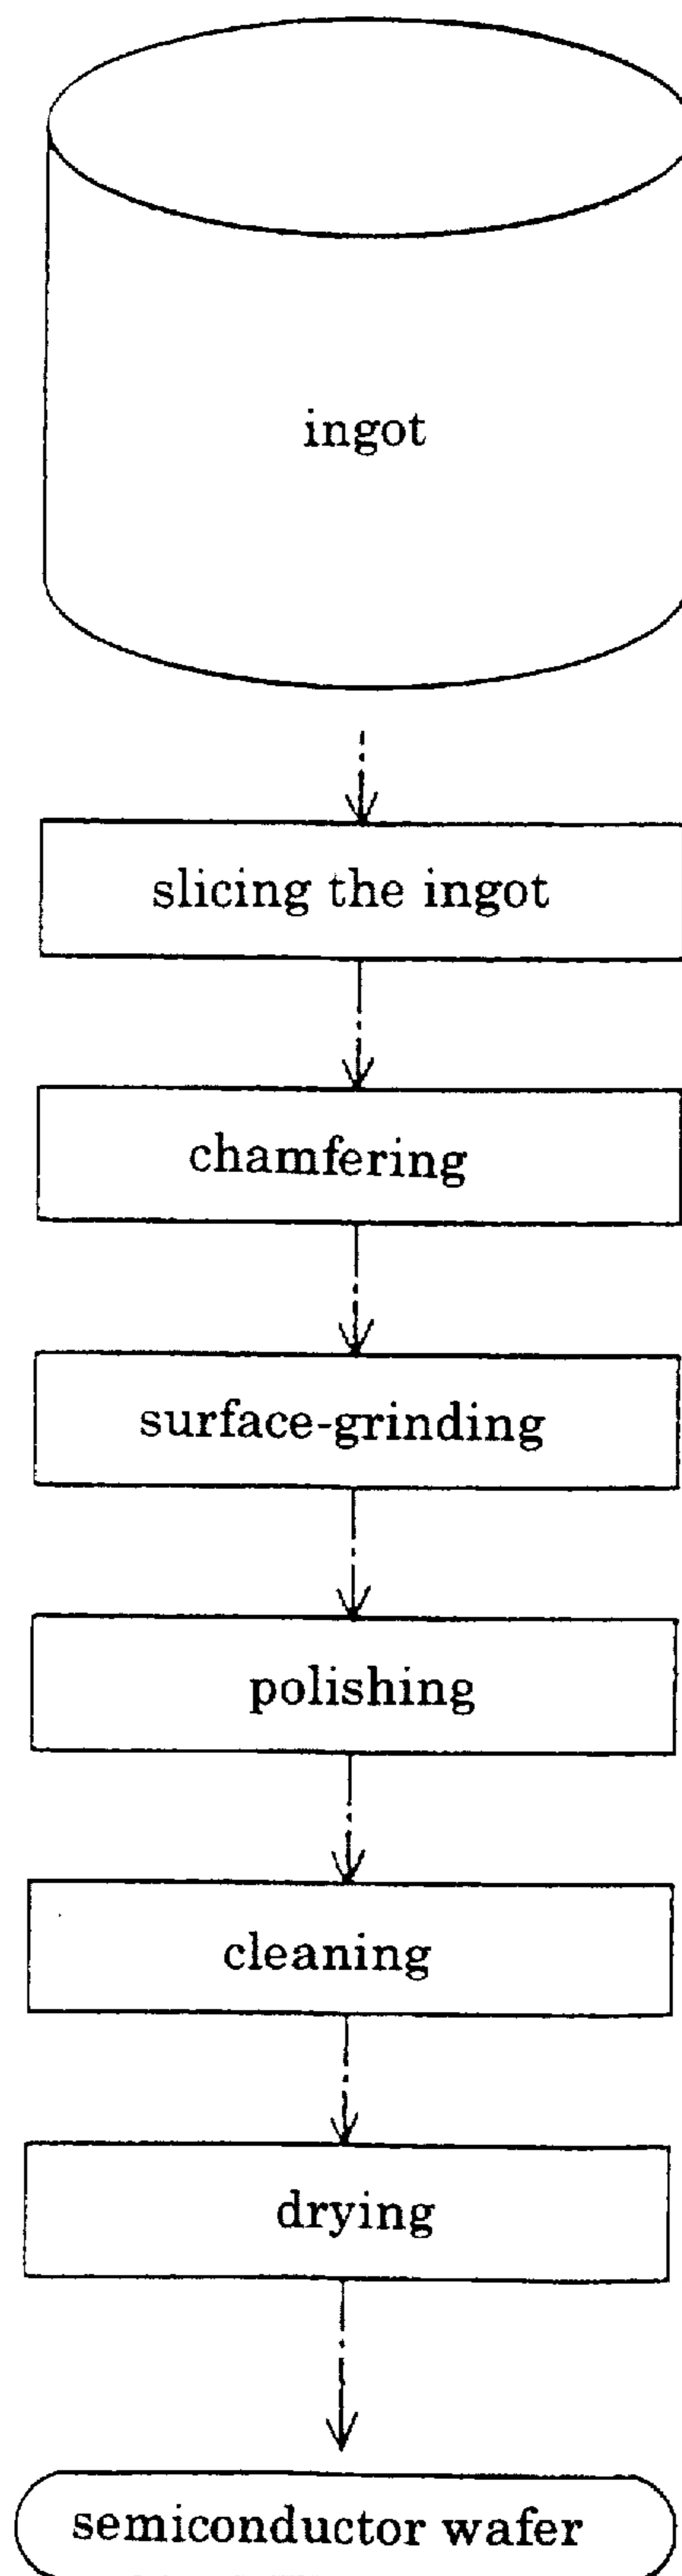 ingot
slicing the ingot
chamfering
surface-grinding
polishing
cleaning
drying
semiconductor wafer